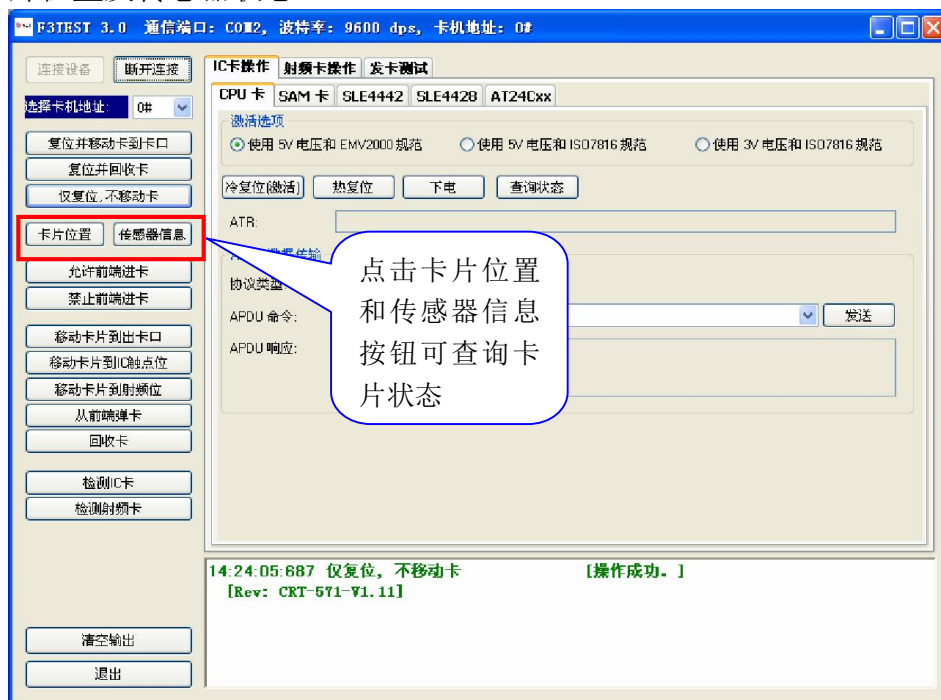 F3TEST 3.0 通信端口: COM2, 波特率: 9600 dps, 卡机地址: 0#
连接设备 断开连接
选择卡机地址: 0#
复位并移动卡到卡口
复位并回收卡
仅复位,不移动卡
卡片位置 传感器信息
允许前端进卡
禁止前端进卡
移动卡片到出卡口
移动卡片到IC触点位
移动卡片到射频位
从前端弹卡
回收卡
检测IC卡
检测射频卡
清空输出
退出
IC卡操作 射频卡操作 发卡测试
CPU 卡 SAM 卡 SLE4442 SLE4428 AT24Cxx
激活选项
使用 5V 电压和 EMV2000 规范 使用 5V 电压和 ISO7816 规范 使用 3V 电压和 ISO7816 规范
冷复位(激活) 热复位 下电 查询状态
ATR:
数据传输
协议类型
APDU 命令: 发送
APDU 响应:
点击卡片位置
和传感器信息
按钮可查询卡
片状态
14:24:05:687 仅复位, 不移动卡 [操作成功。]
[Rev: CRT-571-V1.11]